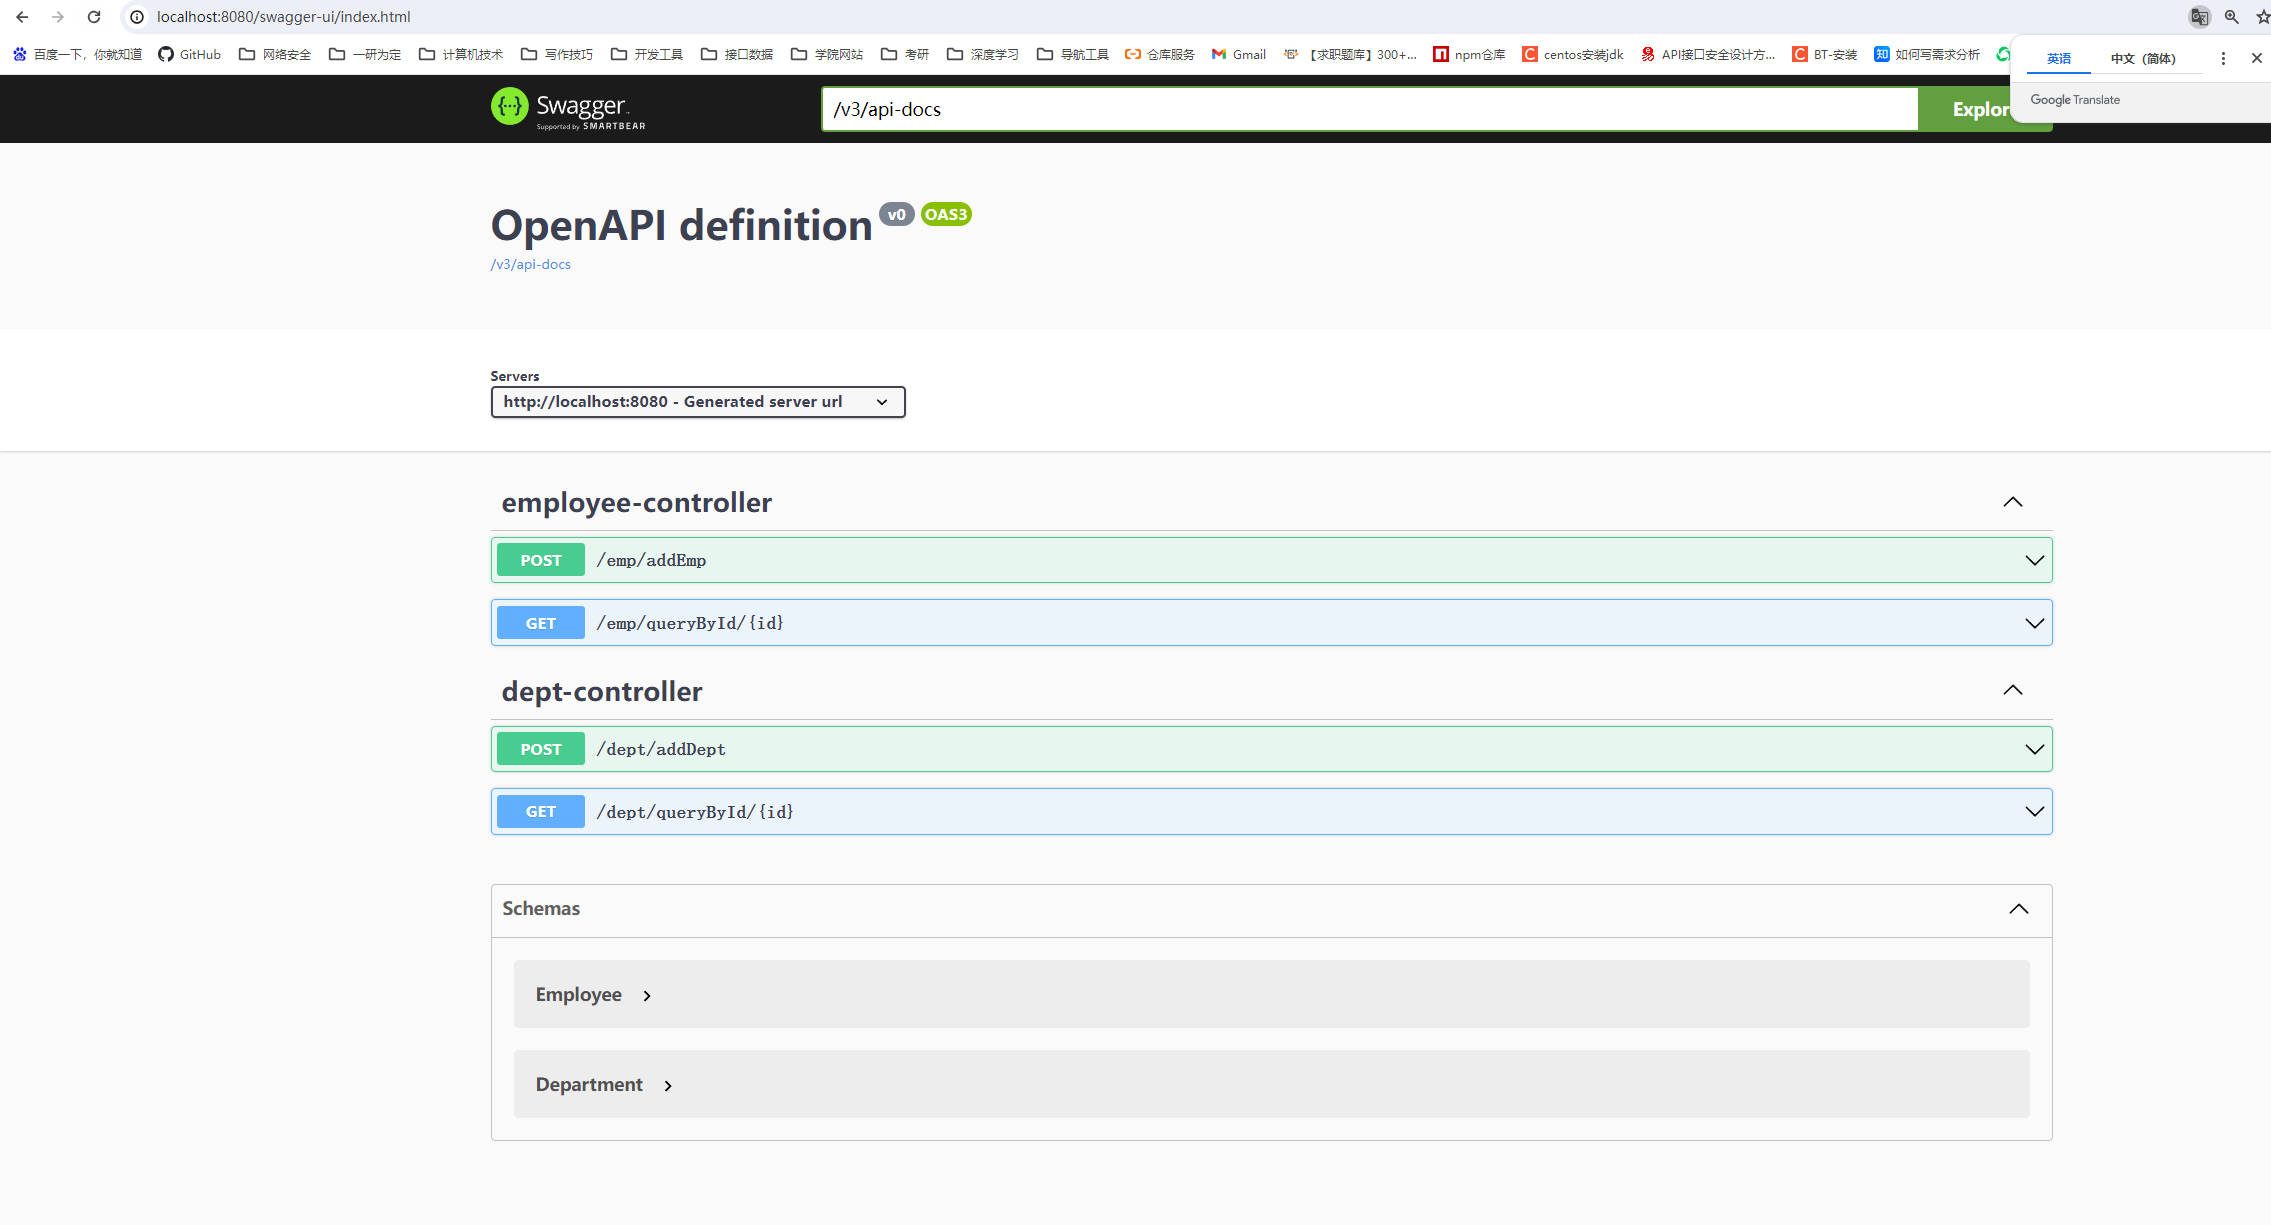 localhost:8080/swagger-ui/index.html
百度一下，你就知道 GitHub 网络安全 一研为定 计算机技术 写作技巧 开发工具 接口数据 学院网站 考研 深度学习 导航工具 仓库服务 Gmail 【求职题库】300+... npm仓库 centos安装jdk API接口安全设计方... BT-安装 如何写需求分析
英语 中文（简体）
Google Translate
Swagger
Supported by SMARTBEAR
/v3/api-docs
Explor
OpenAPI definition v0 OAS3
/v3/api-docs
Servers
http://localhost:8080 - Generated server url
employee-controller
POST /emp/addEmp
GET /emp/queryById/{id}
dept-controller
POST /dept/addDept
GET /dept/queryById/{id}
Schemas
Employee
Department